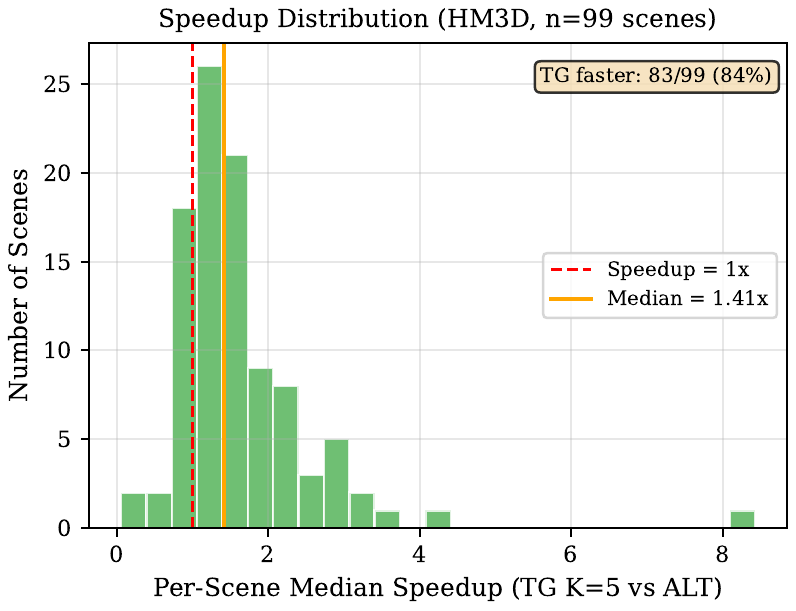 Speedup Distribution (HM3D, n=99 scenes)
TG faster: 83/99 (84%)
Speedup = 1x
Median = 1.41x
Number of Scenes
25
20
15
10
5
0
0 2 4 6 8
Per-Scene Median Speedup (TG K=5 vs ALT)